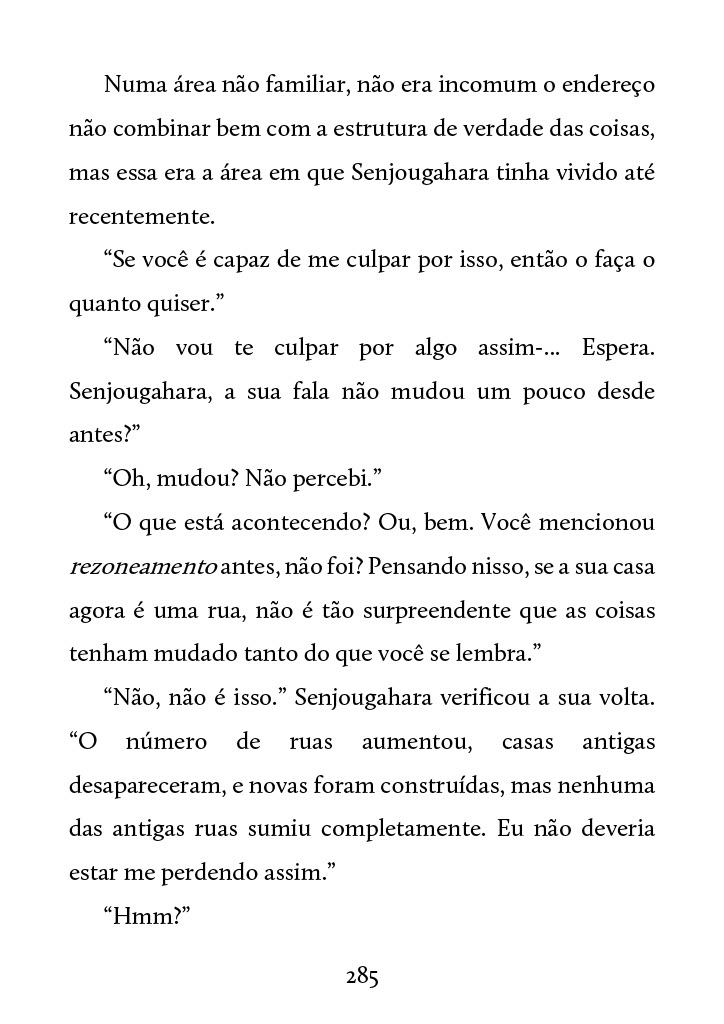 Numa área não familiar, não era incomum o endereço
não combinar bem com a estrutura de verdade das coisas,
mas essa era a área em que Senjougahara tinha vivido até
recentemente.
“Se você é capaz de me culpar por isso, então o faça o
quanto quiser.”
“Não vou te culpar por algo assim-... Espera.
Senjougahara, a sua fala não mudou um pouco desde
antes?”
“Oh, mudou? Não percebi.”
“O que está acontecendo? Ou, bem. Você mencionou
rezoneamento antes, não foi? Pensando nisso, se a sua casa
agora é uma rua, não é tão surpreendente que as coisas
tenham mudado tanto do que você se lembra.”
“Não, não é isso.” Senjougahara verificou a sua volta.
“O número de ruas aumentou, casas antigas
desapareceram, e novas foram construídas, mas nenhuma
das antigas ruas sumiu completamente. Eu não deveria
estar me perdendo assim.”
“Hmm?”
285